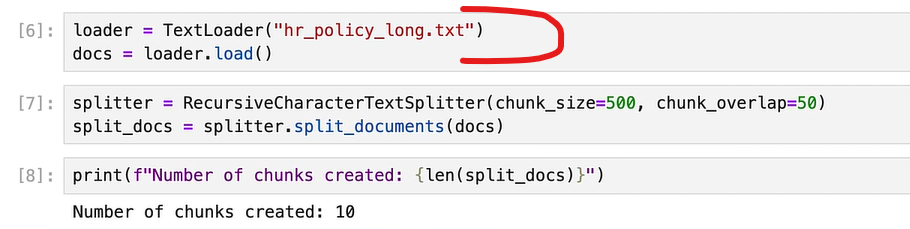 [6]: loader = TextLoader("hr_policy_long.txt")
docs = loader.load()
[7]: splitter = RecursiveCharacterTextSplitter(chunk_size=500, chunk_overlap=50)
split_docs = splitter.split_documents(docs)
[8]: print(f"Number of chunks created: {len(split_docs)}")
Number of chunks created: 10